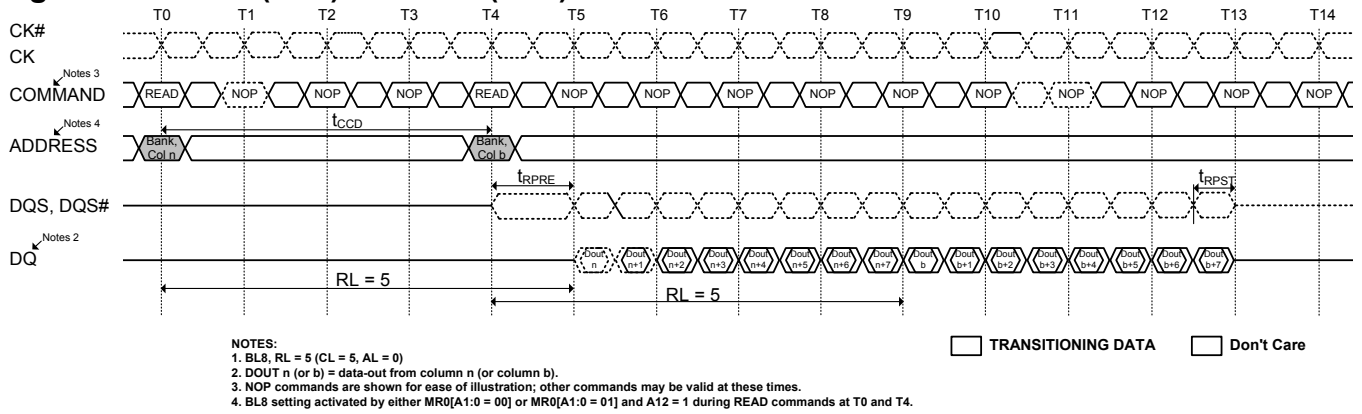 T0 T1 T2 T3 T4 T5 T6 T7 T8 T9 T10 T11 T12 T13 T14
CK#
CK
Notes 3
COMMAND READ NOP NOP NOP READ NOP NOP NOP NOP NOP NOP NOP NOP NOP NOP
Notes 4
tCCD
ADDRESS Bank, Col n Bank, Col b
tRPRE tRPST
DQS, DQS#
Notes 2
DQ Dout n Dout n+1 Dout n+2 Dout n+3 Dout n+4 Dout n+5 Dout n+6 Dout n+7 Dout b Dout b+1 Dout b+2 Dout b+3 Dout b+4 Dout b+5 Dout b+6 Dout b+7
RL = 5
RL = 5
NOTES:
1. BL8, RL = 5 (CL = 5, AL = 0)
2. DOUT n (or b) = data-out from column n (or column b).
3. NOP commands are shown for ease of illustration; other commands may be valid at these times.
4. BL8 setting activated by either MR0[A1:0 = 00] or MR0[A1:0 = 01] and A12 = 1 during READ commands at T0 and T4.
TRANSITIONING DATA Don't Care